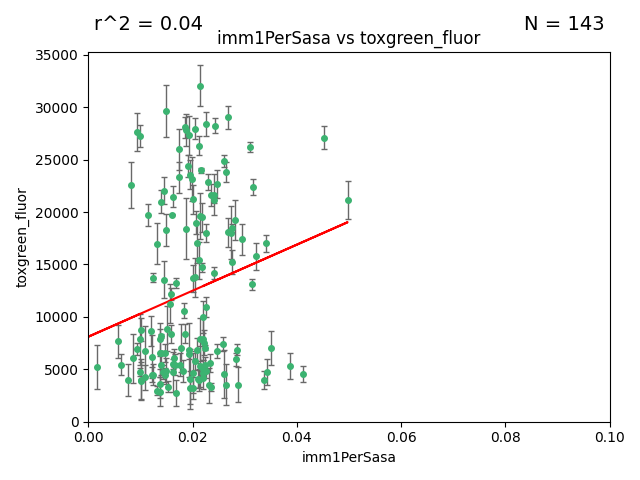 r^2 = 0.04
N = 143
imm1PerSasa vs toxgreen_fluor
35000
30000
25000
20000
15000
10000
5000
0
toxgreen_fluor
0.00
0.02
0.04
0.06
0.08
0.10
imm1PerSasa